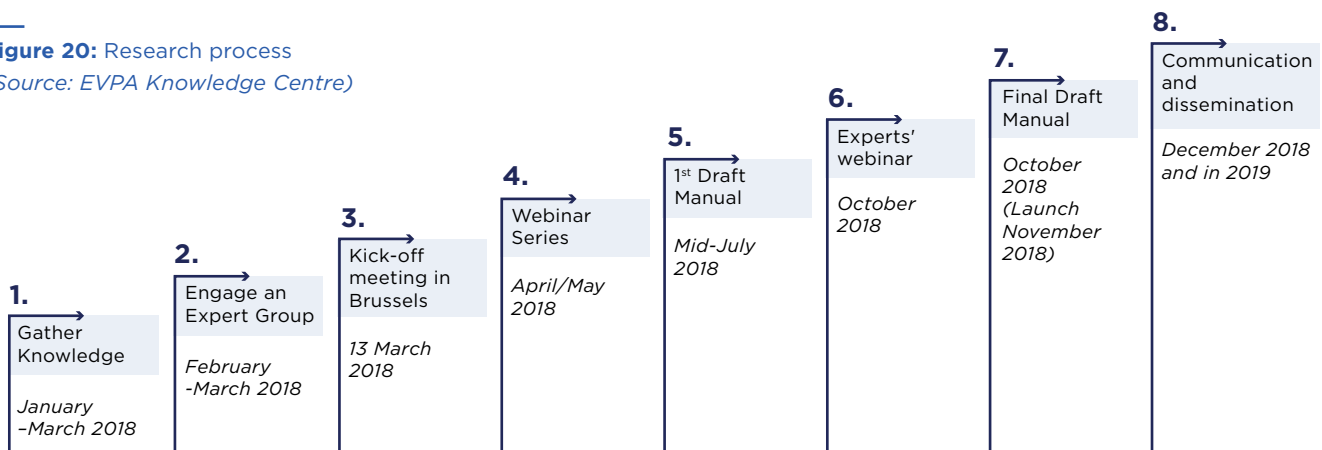 igure 20: Research process
Source: EVPA Knowledge Centre)
1.
Gather
Knowledge
January
–March 2018
2.
Engage an
Expert Group
February
-March 2018
3.
Kick-off
meeting in
Brussels
13 March
2018
4.
Webinar
Series
April/May
2018
5.
1st Draft
Manual
Mid-July
2018
6.
Experts'
webinar
October
2018
7.
Final Draft
Manual
October
2018
(Launch
November
2018)
8.
Communication
and
dissemination
December 2018
and in 2019